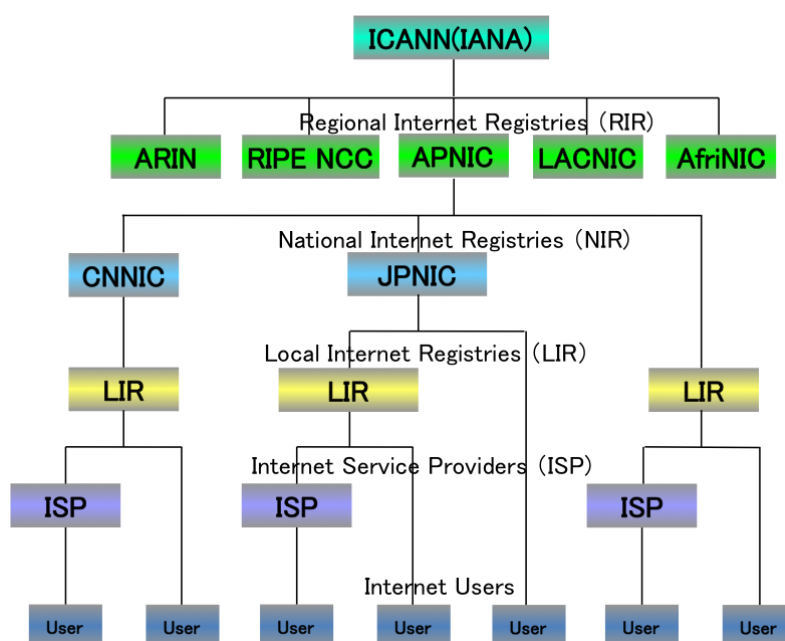 ICANN(IANA)
Regional Internet Registries (RIR)
ARIN RIPE NCC APNIC LACNIC AfriNIC
National Internet Registries (NIR)
CNNIC JPNIC
Local Internet Registries (LIR)
LIR LIR LIR
Internet Service Providers (ISP)
ISP ISP ISP
Internet Users
User User User User User User User